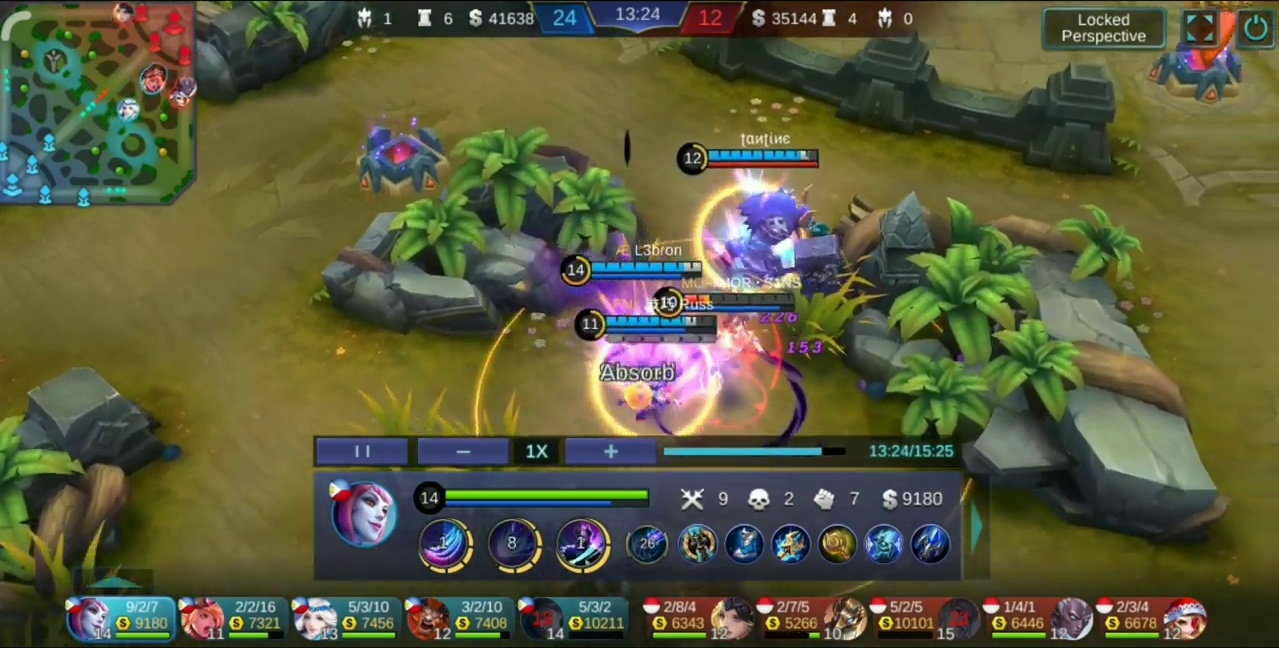 1 6 $ 41638 24 13:24 12 $ 35144 4 0
Locked
Perspective
ʈαɳʈίɳє
12
Æ L3bron
14
10
Russ
226
11
153
Absorb
1X 13:24/15:25
14 9 2 7 $ 9180
1 8 1 26
9/2/7 2/2/16 5/3/10 3/2/10 5/3/2 2/8/4 2/7/5 5/2/5 1/4/1 2/3/4
9180 7321 7456 7408 10211 6343 5266 10101 6446 6678
14 11 13 12 14 12 10 15 12 12